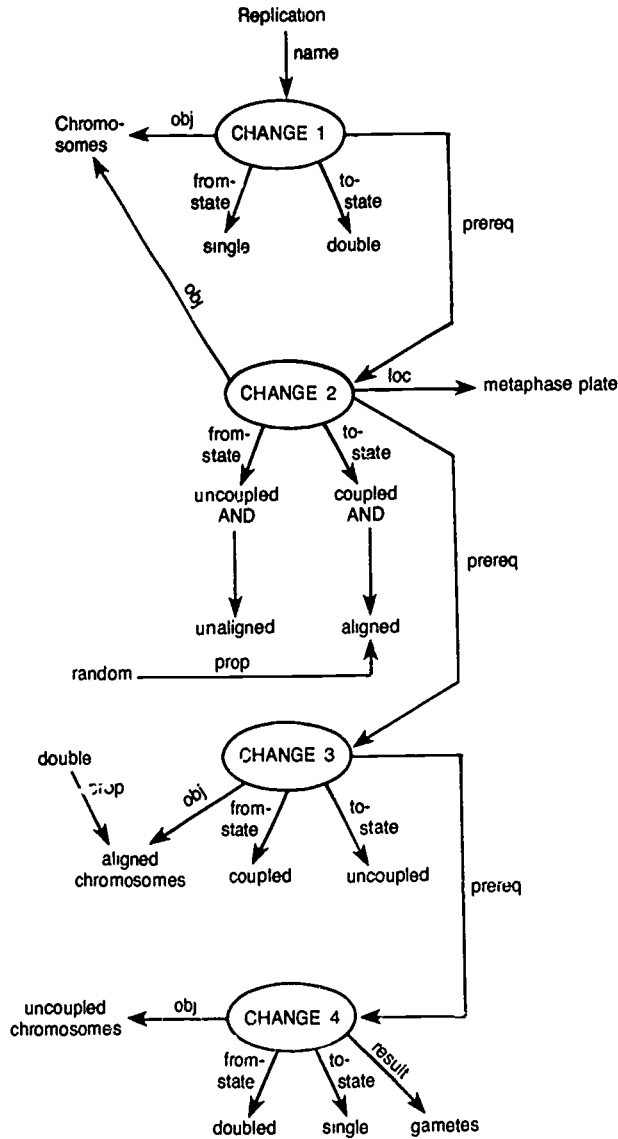 Replication
name
Chromo-
somes
obj
CHANGE 1
from-
state
to-
state
single
double
prereq
obj
CHANGE 2
loc
metaphase plate
from-
state
to-
state
uncoupled
AND
coupled
AND
prereq
unaligned
aligned
random
prop
double
prop
CHANGE 3
obj
from-
state
to-
state
aligned
chromosomes
coupled
uncoupled
prereq
uncoupled
chromosomes
obj
CHANGE 4
from-
state
to-
state
result
doubled
single
gametes